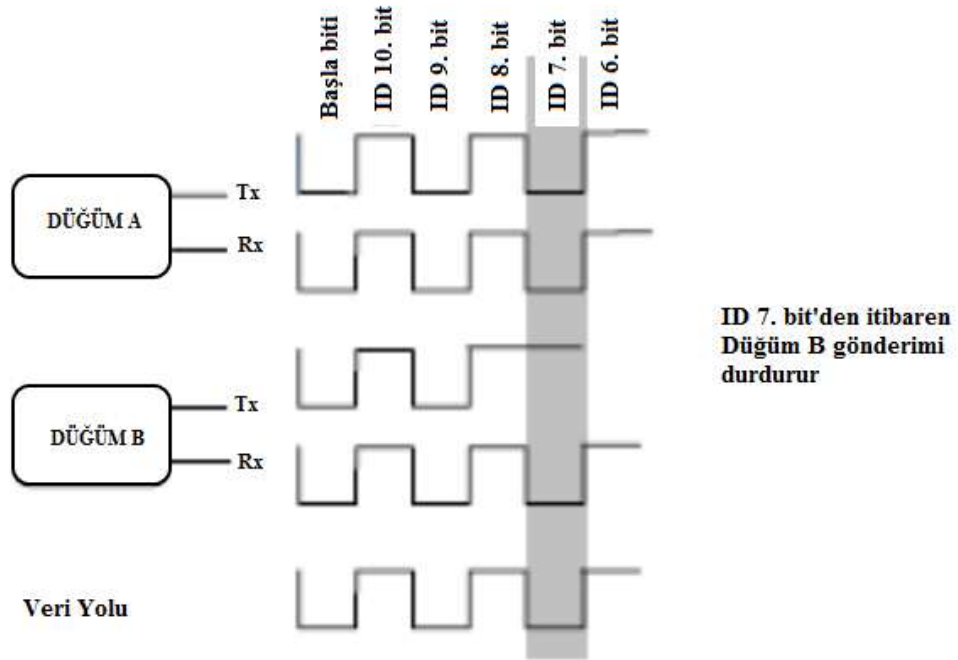 Başla biti
ID 10. bit
ID 9. bit
ID 8. bit
ID 7. bit
ID 6. bit
DÜĞÜM A
Tx
Rx
ID 7. bit'den itibaren
Düğüm B gönderimi
durdurur
DÜĞÜM B
Tx
Rx
Veri Yolu